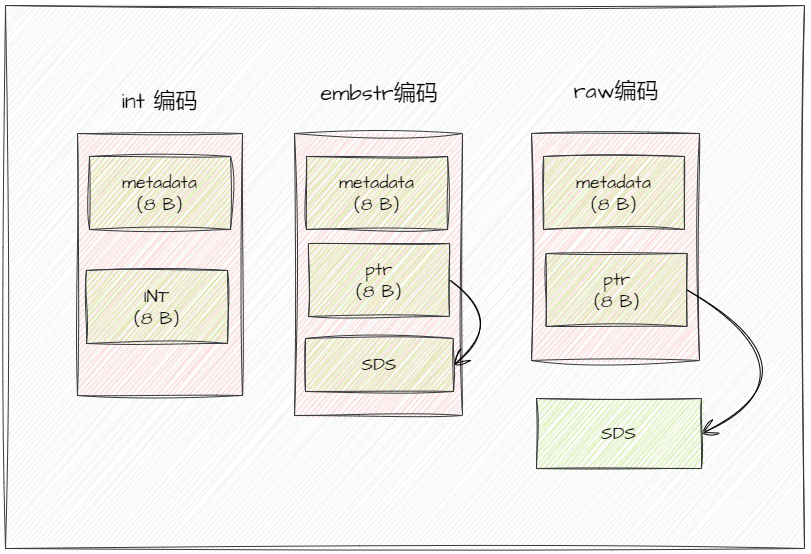 int 编码
metadata
(8 B)
INT
(8 B)
embstr编码
metadata
(8 B)
ptr
(8 B)
SDS
raw编码
metadata
(8 B)
ptr
(8 B)
SDS